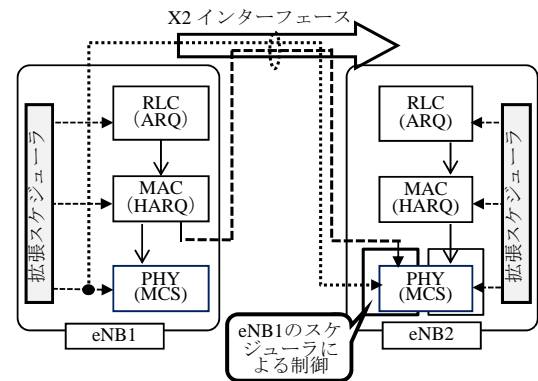 X2 インターフェース
拡張スケジューラ
RLC
（ARQ）
MAC
（HARQ）
PHY
(MCS)
eNB1
RLC
(ARQ)
MAC
(HARQ)
PHY
(MCS)
拡張スケジューラ
eNB2
eNB1のスケ
ジューラに
よる制御